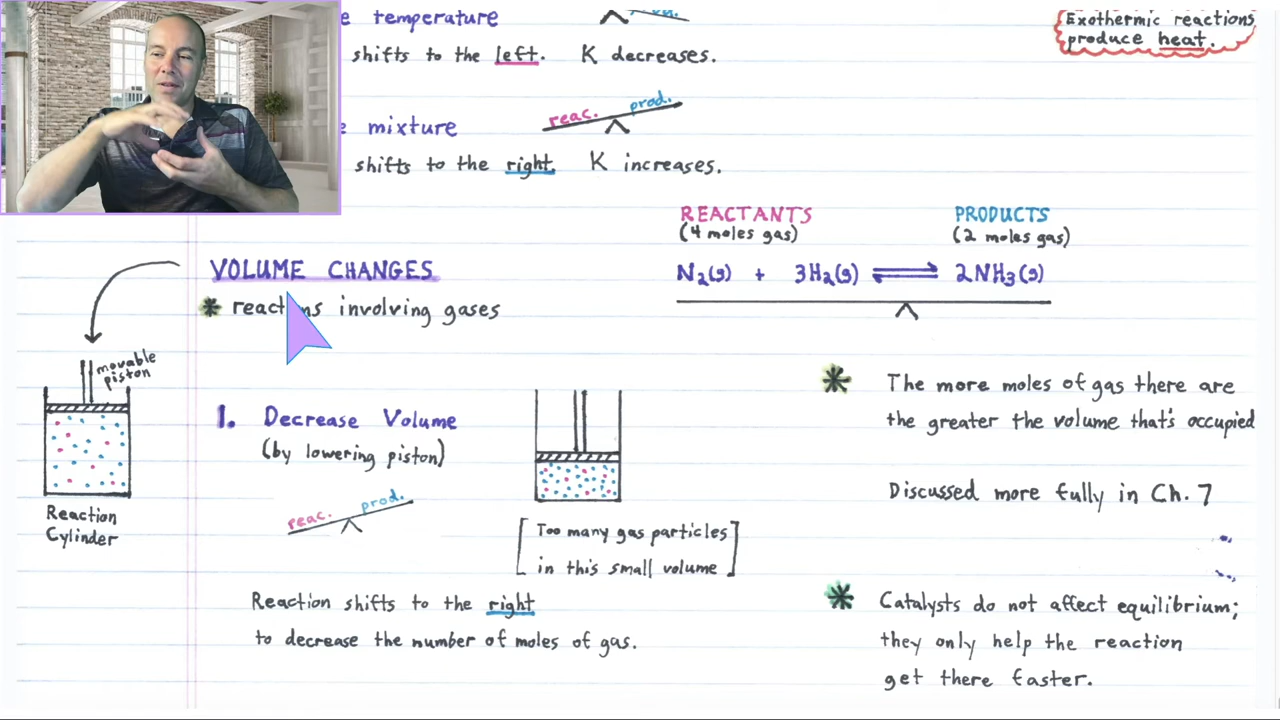 temperature
shifts to the left. K decreases.
Exothermic reactions
produce heat.
mixture
reac. prod.
shifts to the right. K increases.
REACTANTS
(4 moles gas)
PRODUCTS
(2 moles gas)
N₂(g) + 3H₂(g) ⇌ 2NH₃(g)
VOLUME CHANGES
* reactions involving gases
movable
piston
Reaction
Cylinder
1. Decrease Volume
(by lowering piston)
reac. prod.
[Too many gas particles
in this small volume]
Reaction shifts to the right
to decrease the number of moles of gas.
* The more moles of gas there are
the greater the volume that's occupied
Discussed more fully in Ch. 7
* Catalysts do not affect equilibrium;
they only help the reaction
get there faster.